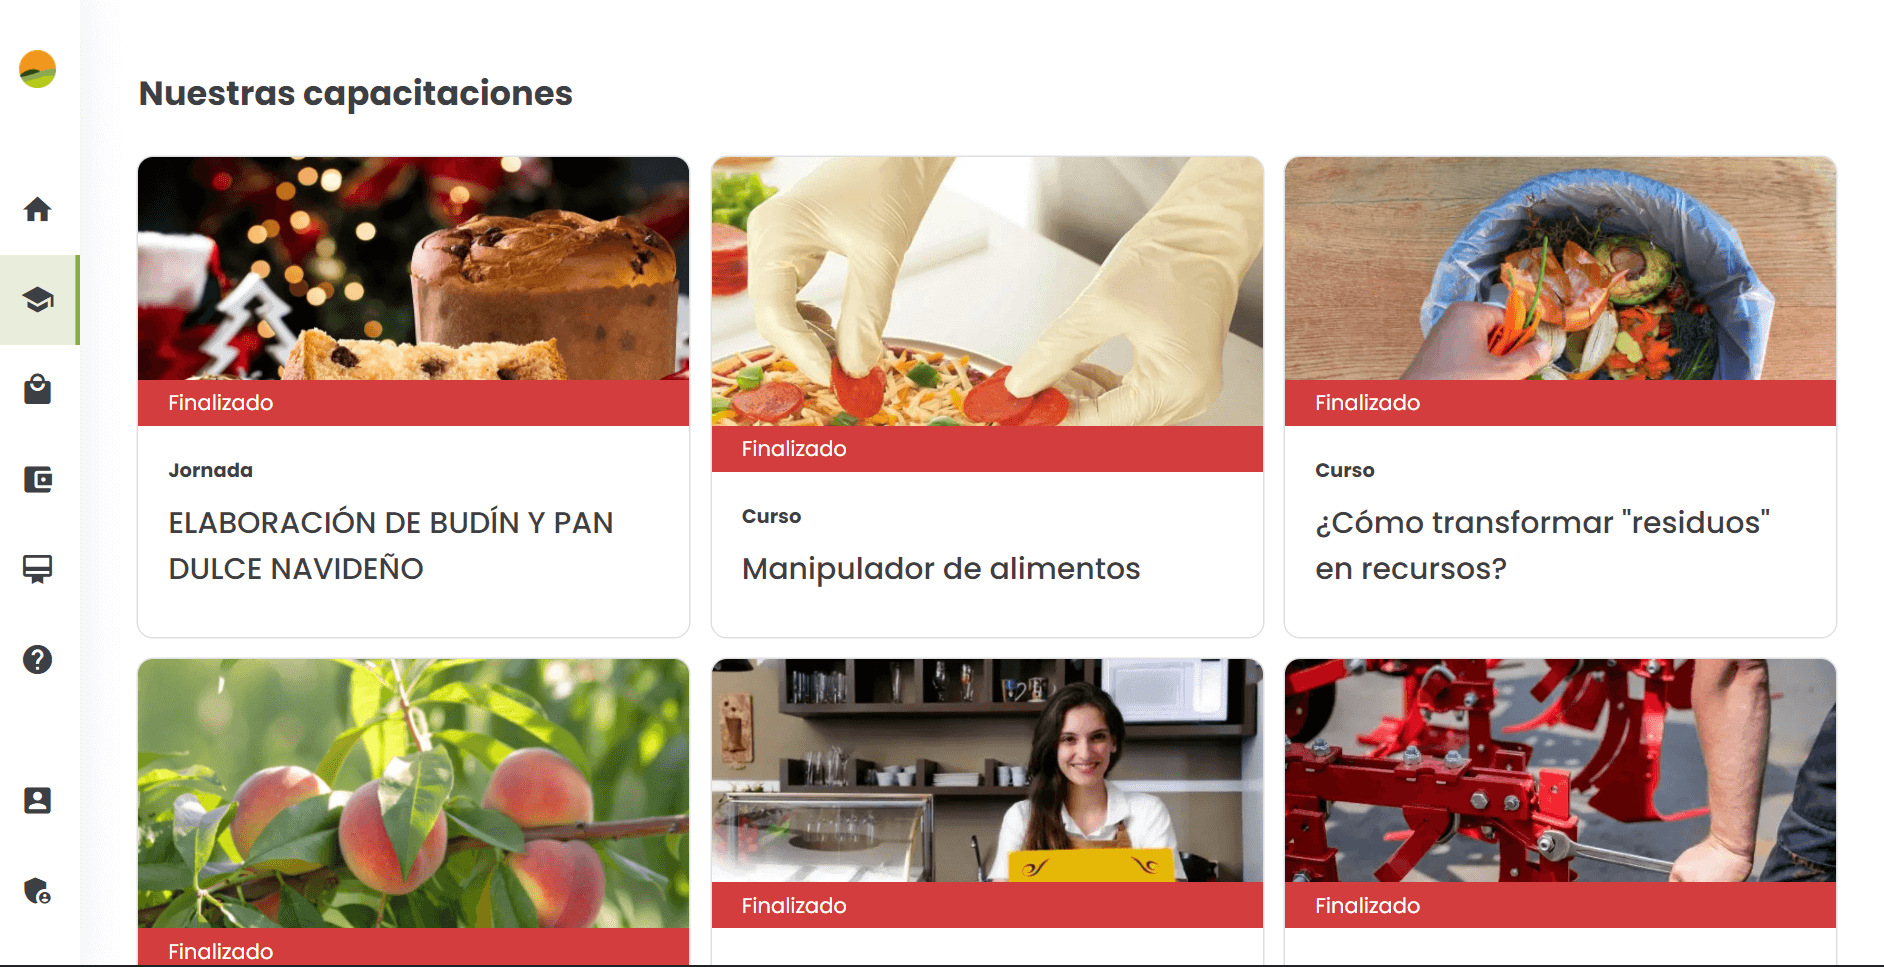 Nuestras capacitaciones
Finalizado
Jornada
ELABORACIÓN DE BUDÍN Y PAN
DULCE NAVIDEÑO
Finalizado
Curso
Manipulador de alimentos
Finalizado
Curso
¿Cómo transformar "residuos"
en recursos?
Finalizado
Finalizado
Finalizado